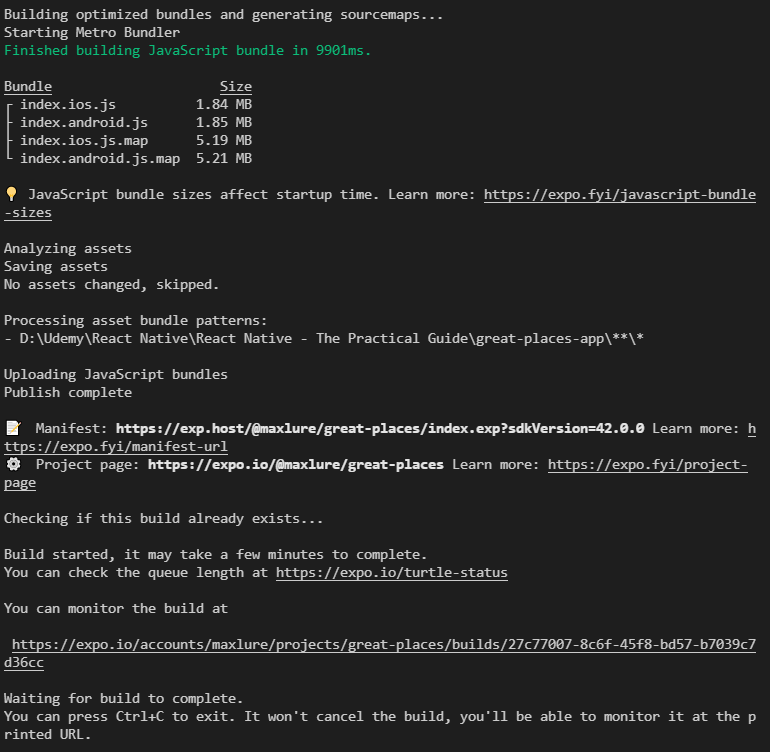 Building optimized bundles and generating sourcemaps...
Starting Metro Bundler
Finished building JavaScript bundle in 9901ms.
Bundle                     Size
┌ index.ios.js          1.84 MB
├ index.android.js      1.85 MB
├ index.ios.js.map      5.19 MB
└ index.android.js.map  5.21 MB
💡 JavaScript bundle sizes affect startup time. Learn more: https://expo.fyi/javascript-bundle
-sizes
Analyzing assets
Saving assets
No assets changed, skipped.
Processing asset bundle patterns:
- D:\Udemy\React Native\React Native - The Practical Guide\great-places-app\**\*
Uploading JavaScript bundles
Publish complete
📝  Manifest: https://exp.host/@maxlure/great-places/index.exp?sdkVersion=42.0.0 Learn more: h
ttps://expo.fyi/manifest-url
⚙️  Project page: https://expo.io/@maxlure/great-places Learn more: https://expo.fyi/project-
page
Checking if this build already exists...
Build started, it may take a few minutes to complete.
You can check the queue length at https://expo.io/turtle-status
You can monitor the build at
https://expo.io/accounts/maxlure/projects/great-places/builds/27c77007-8c6f-45f8-bd57-b7039c7
d36cc
Waiting for build to complete.
You can press Ctrl+C to exit. It won't cancel the build, you'll be able to monitor it at the p
rinted URL.